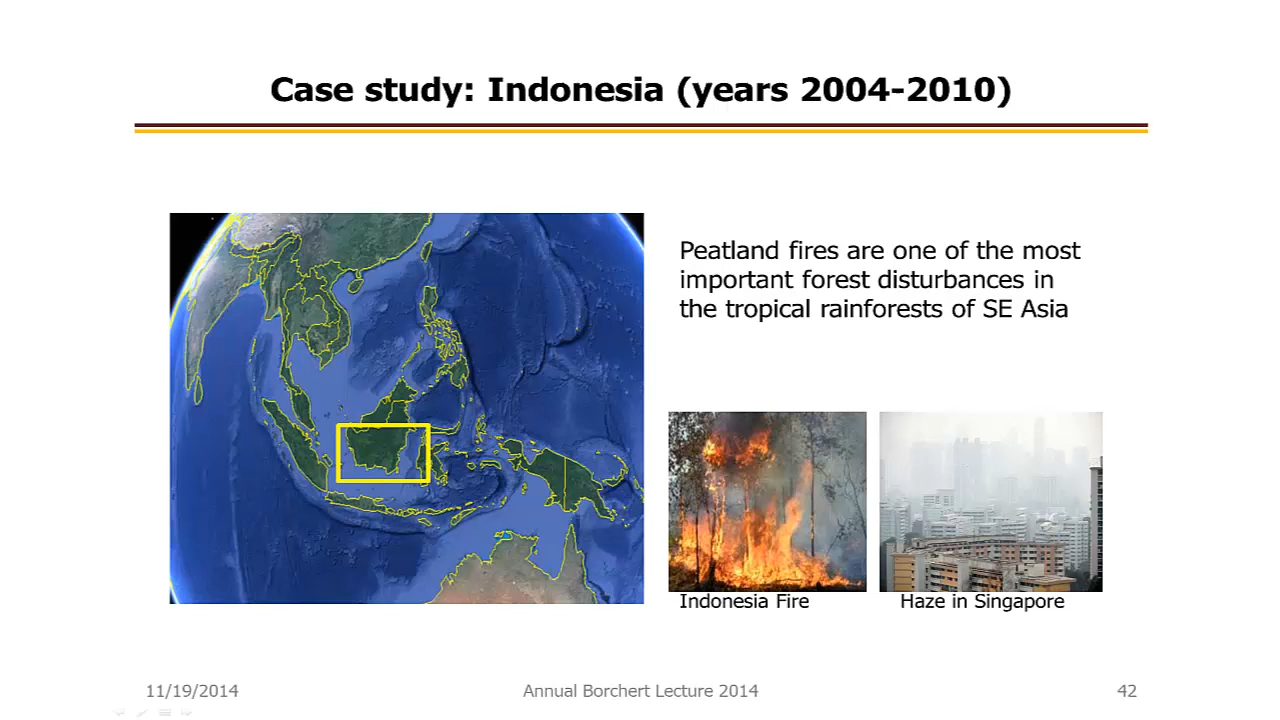 Case study: Indonesia (years 2004-2010)
Peatland fires are one of the most
important forest disturbances in
the tropical rainforests of SE Asia
Indonesia Fire
Haze in Singapore
11/19/2014
Annual Borchert Lecture 2014
42